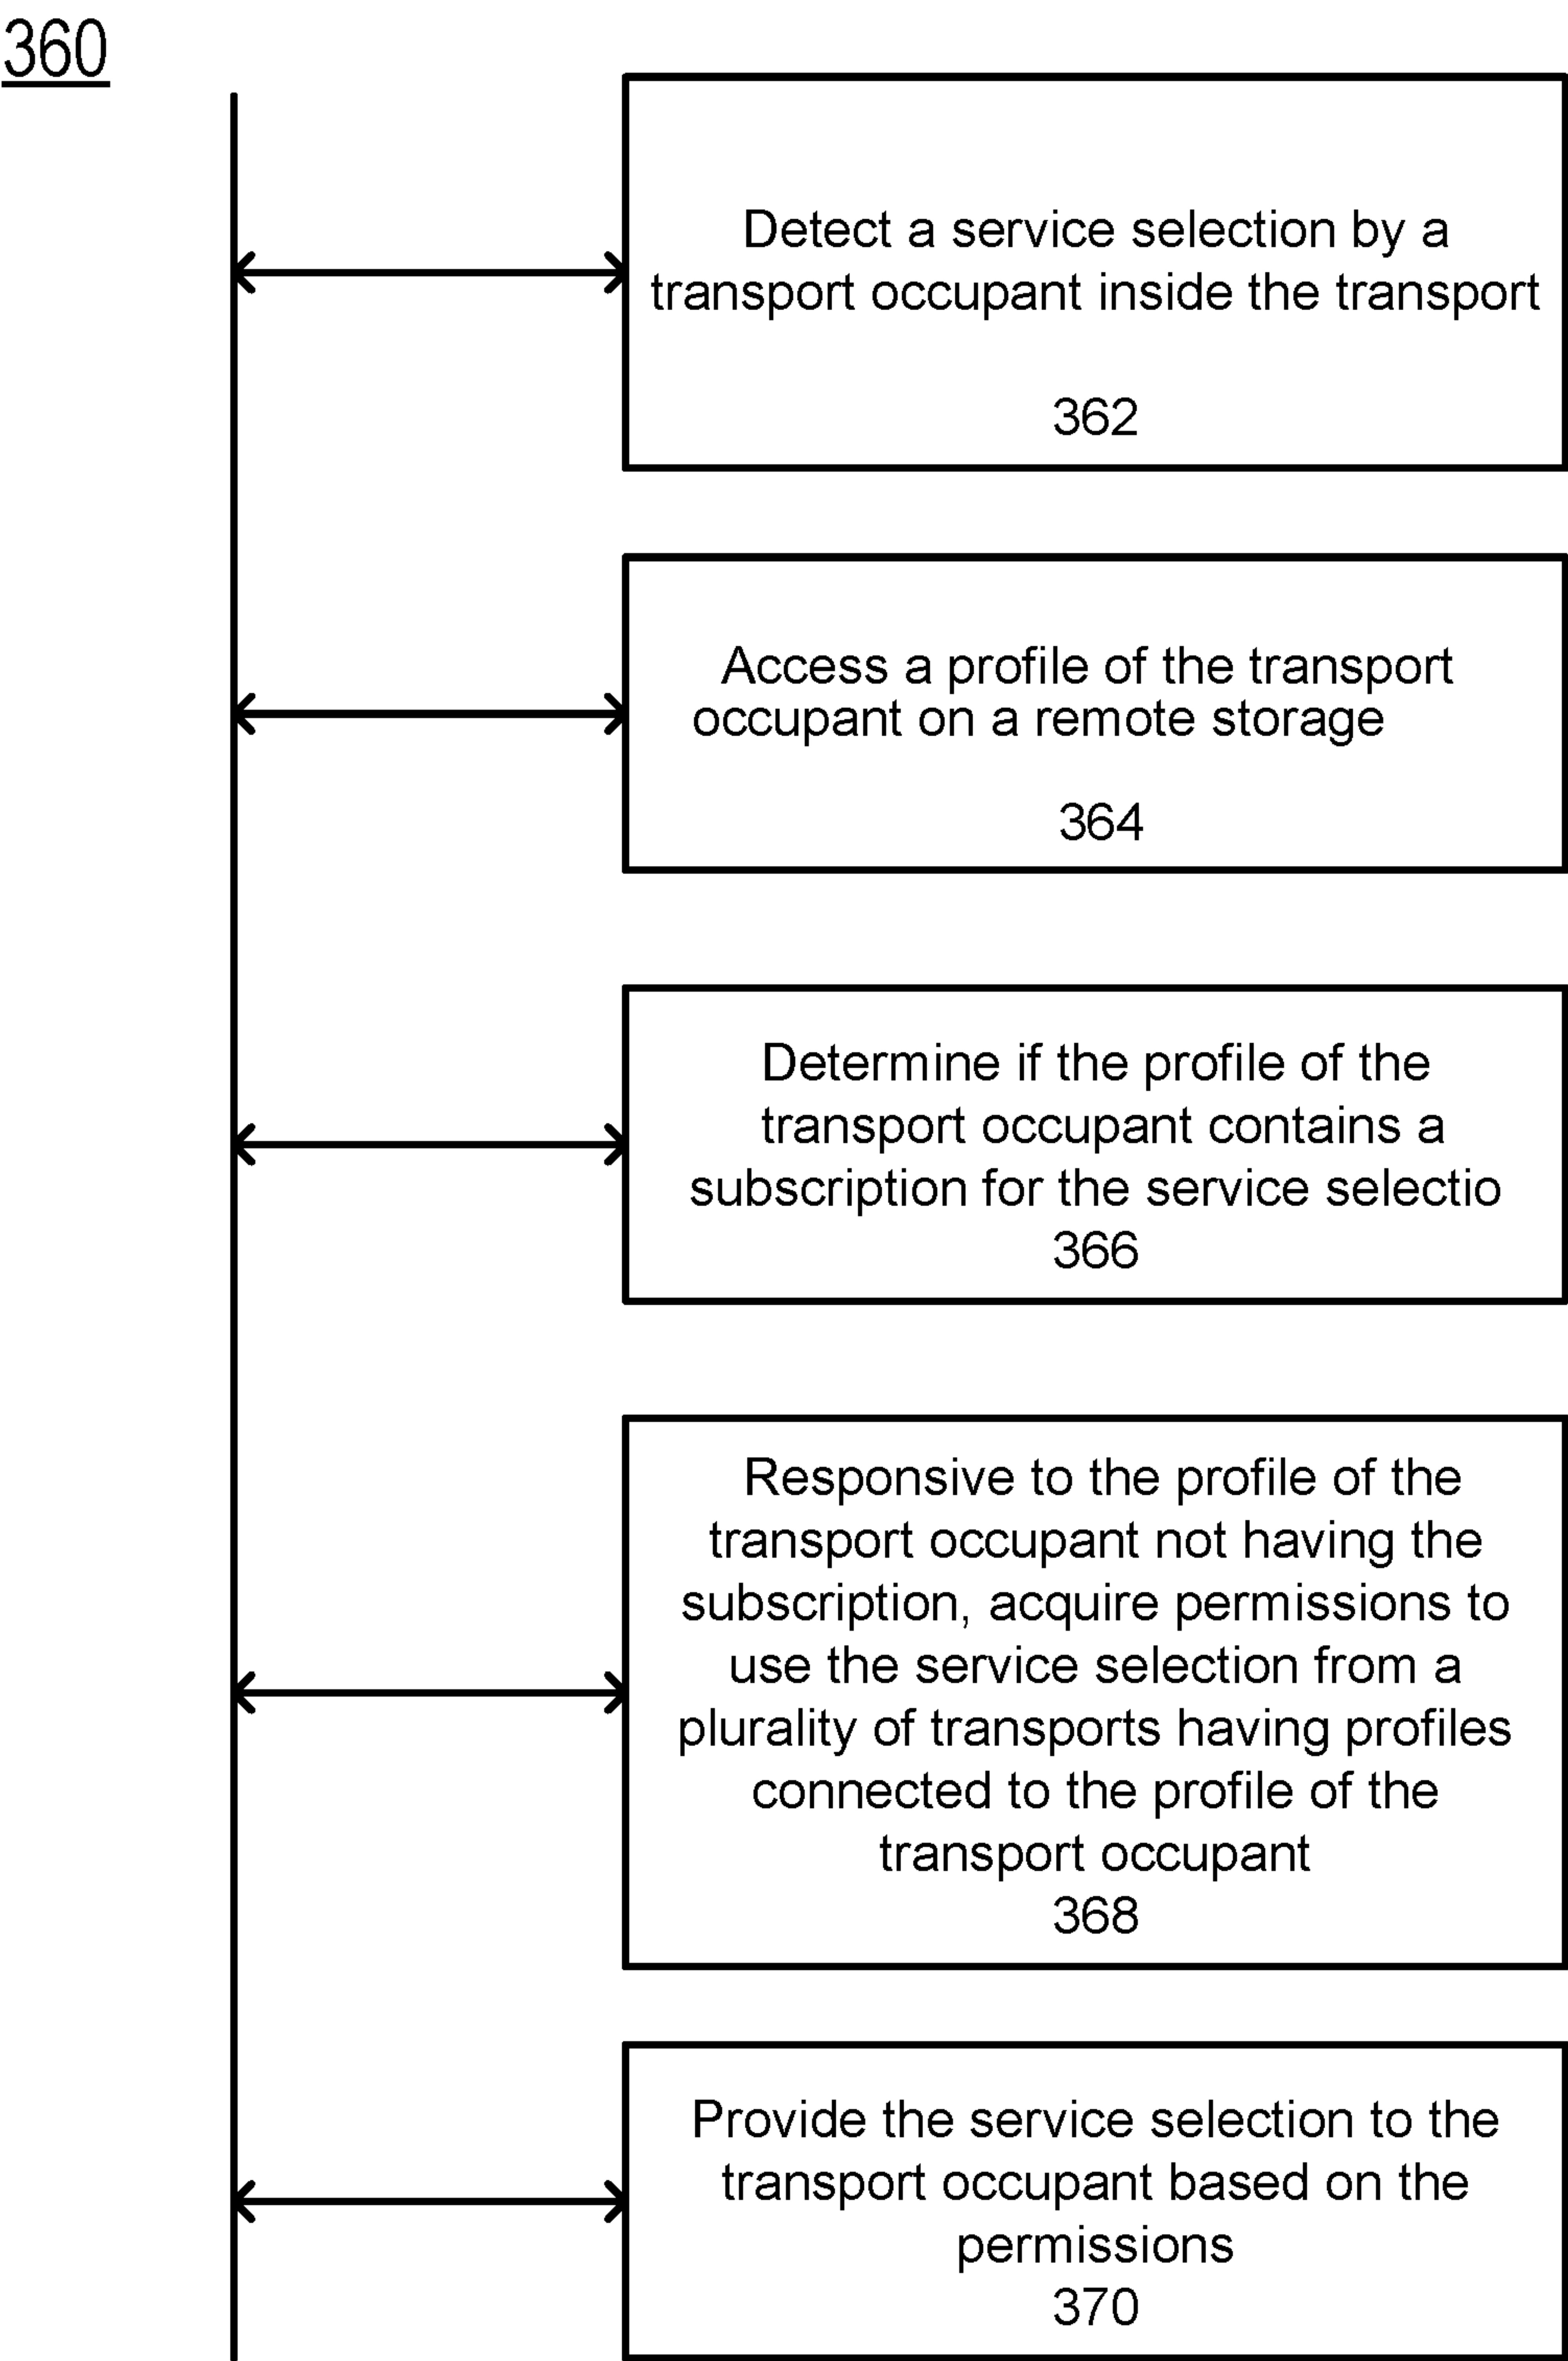 360
Detect a service selection by a
transport occupant inside the transport
362
Access a profile of the transport
occupant on a remote storage
364
Determine if the profile of the
transport occupant contains a
subscription for the service selectio
366
Responsive to the profile of the
transport occupant not having the
subscription, acquire permissions to
use the service selection from a
plurality of transports having profiles
connected to the profile of the
transport occupant
368
Provide the service selection to the
transport occupant based on the
permissions
370